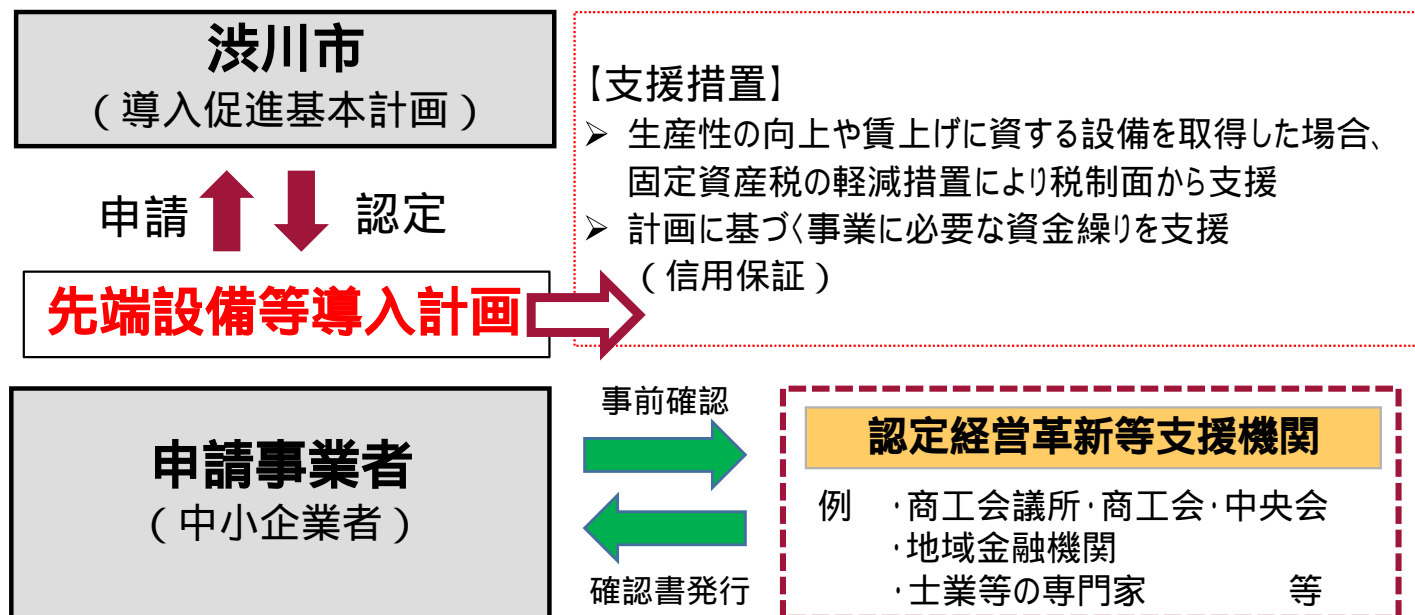 渋川市
（導入促進基本計画）
申請
認定
先端設備等導入計画
【支援措置】
➢ 生産性の向上や賃上げに資する設備を取得した場合、
固定資産税の軽減措置により税制面から支援
➢ 計画に基づく事業に必要な資金繰りを支援
（信用保証）
申請事業者
（中小企業者）
事前確認
確認書発行
認定経営革新等支援機関
例 ・商工会議所・商工会・中央会
・地域金融機関
・士業等の専門家 等